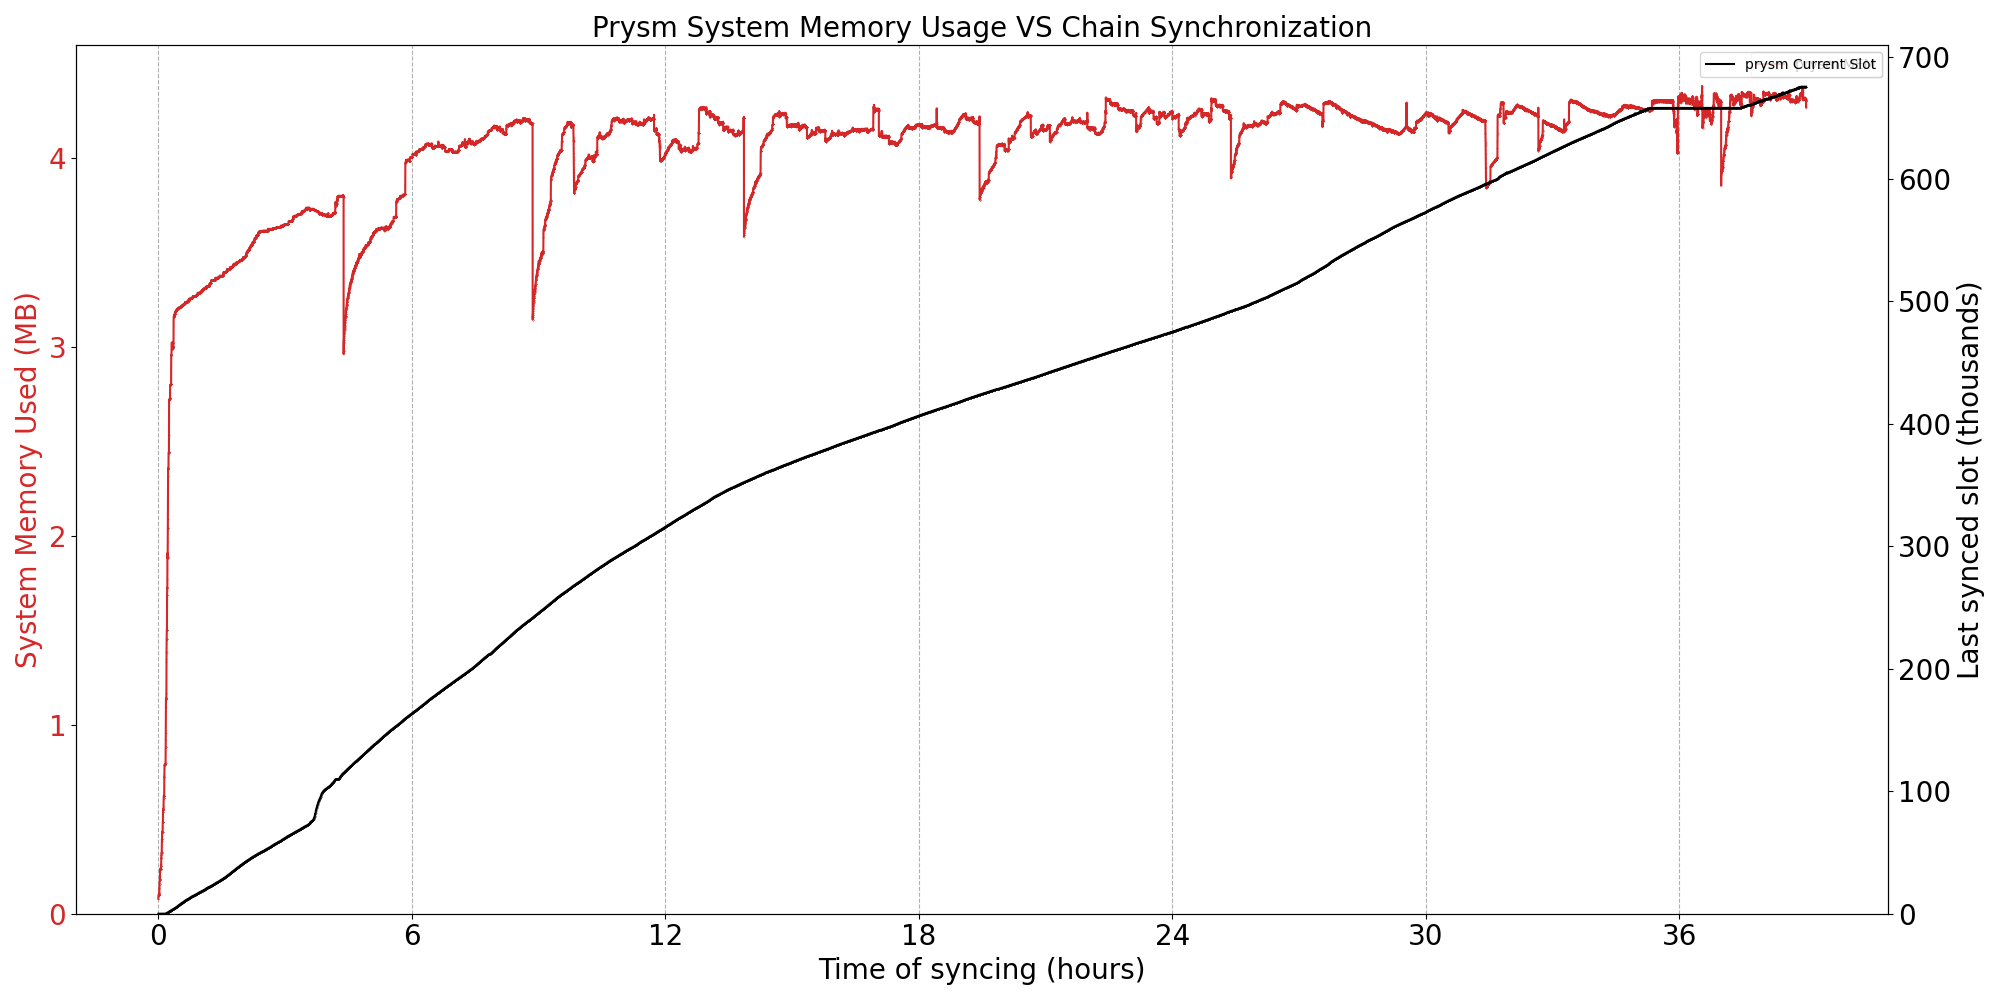 Prysm System Memory Usage VS Chain Synchronization
prysm Current Slot
System Memory Used (MB)
4
3
2
1
0
Last synced slot (thousands)
700
600
500
400
300
200
100
0
0 6 12 18 24 30 36
Time of syncing (hours)